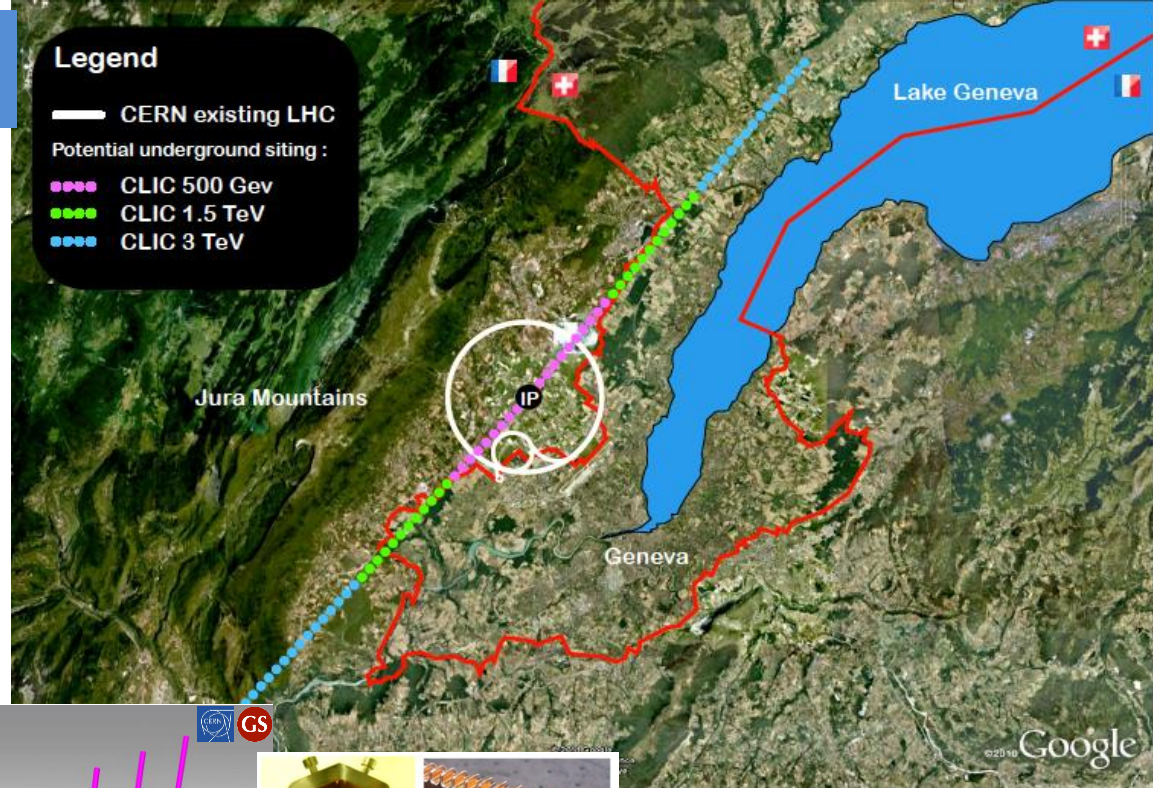 Legend
CERN existing LHC
Potential underground siting :
CLIC 500 Gev
CLIC 1.5 TeV
CLIC 3 TeV
Lake Geneva
Jura Mountains
IP
Geneva
CERN
GS
©2010 Google